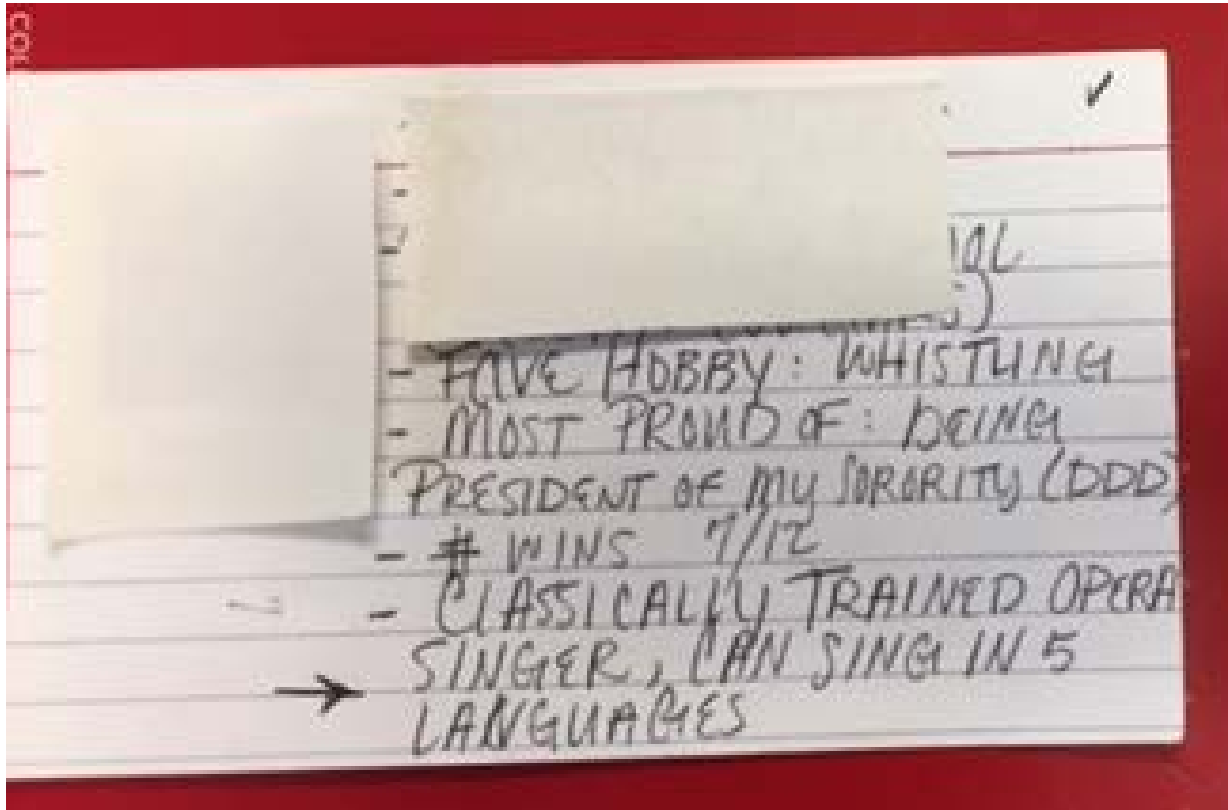 COL
✓
- FAVE HOBBY: WHISTLING
- MOST PROUD OF: BEING
PRESIDENT OF MY SORORITY (DDD)
- # WINS 7/12
- CLASSICALLY TRAINED OPERA
→ SINGER, CAN SING IN 5
LANGUAGES